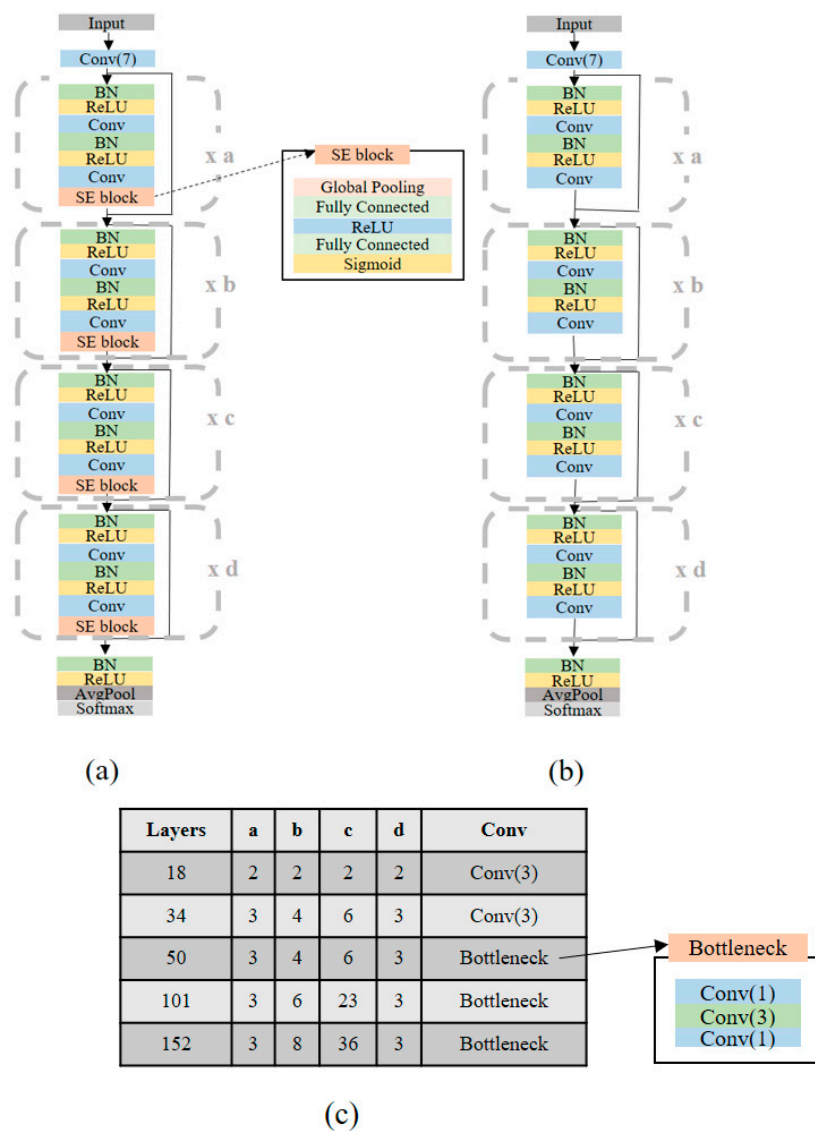 Input
Conv(7)
BN
ReLU
Conv
BN
ReLU
Conv
SE block
x a
BN
ReLU
Conv
BN
ReLU
Conv
SE block
x b
BN
ReLU
Conv
BN
ReLU
Conv
SE block
x c
BN
ReLU
Conv
BN
ReLU
Conv
SE block
x d
BN
ReLU
AvgPool
Softmax
(a)
SE block
Global Pooling
Fully Connected
ReLU
Fully Connected
Sigmoid
Input
Conv(7)
BN
ReLU
Conv
BN
ReLU
Conv
x a
BN
ReLU
Conv
BN
ReLU
Conv
x b
BN
ReLU
Conv
BN
ReLU
Conv
x c
BN
ReLU
Conv
BN
ReLU
Conv
x d
BN
ReLU
AvgPool
Softmax
(b)
Layers a b c d Conv
18 2 2 2 2 Conv(3)
34 3 4 6 3 Conv(3)
50 3 4 6 3 Bottleneck
101 3 6 23 3 Bottleneck
152 3 8 36 3 Bottleneck
Bottleneck
Conv(1)
Conv(3)
Conv(1)
(c)